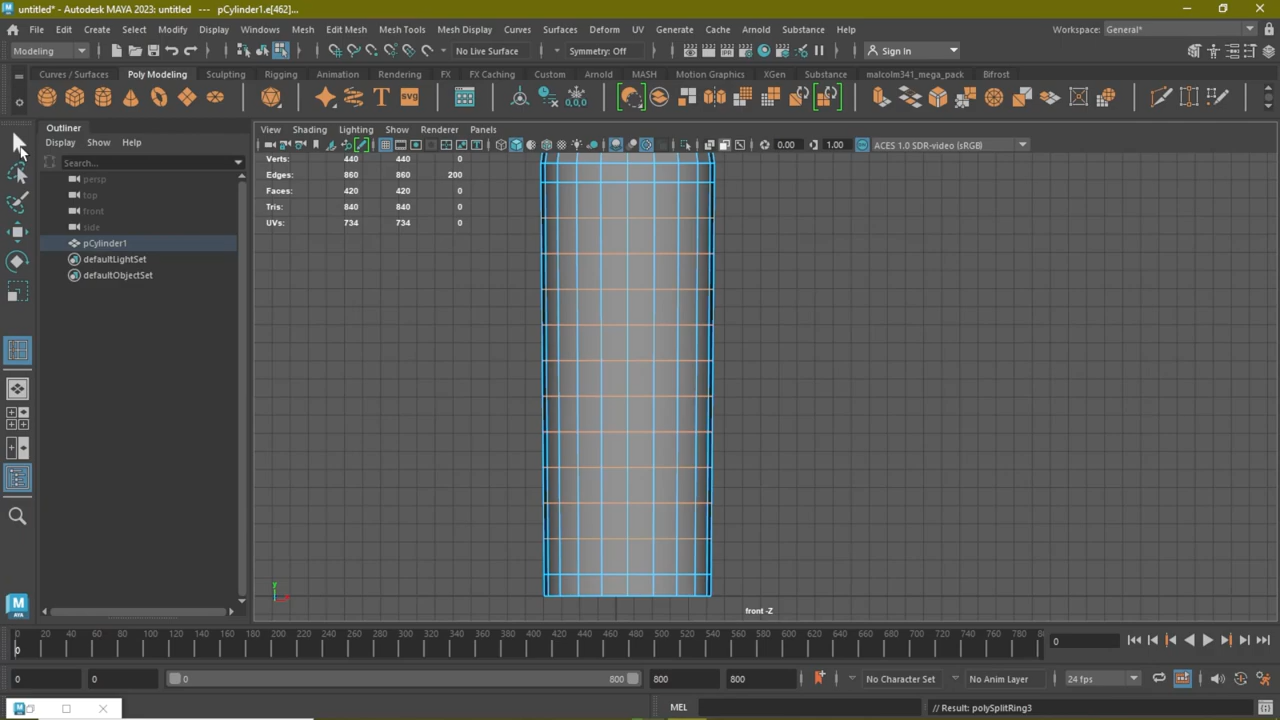 untitled* - Autodesk MAYA 2023: untitled --- pCylinder1.e[462]...
File Edit Create Select Modify Display Windows Mesh Edit Mesh Mesh Tools Mesh Display Curves Surfaces Deform UV Generate Cache Arnold Substance Help Workspace: General*
Modeling No Live Surface Symmetry: Off Sign In
Curves / Surfaces Poly Modeling Sculpting Rigging Animation Rendering FX FX Caching Custom Arnold MASH Motion Graphics XGen Substance malcolm341_mega_pack Bifrost
Outliner
Display Show Help
Search...
persp
top
front
side
pCylinder1
defaultLightSet
defaultObjectSet
View Shading Lighting Show Renderer Panels
0.00 1.00 ACES 1.0 SDR-video (sRGB)
Verts: 440 440 0
Edges: 860 860 200
Faces: 420 420 0
Tris: 840 840 0
UVs: 734 734 0
front -Z
0 20 40 60 80 100 120 140 160 180 200 220 240 260 280 300 320 340 360 380 400 420 440 460 480 500 520 540 560 580 600 620 640 660 680 700 720 740 760 780 80
0
0
0 0 0 800 800 800 No Character Set No Anim Layer 24 fps
MEL // Result: polySplitRing3